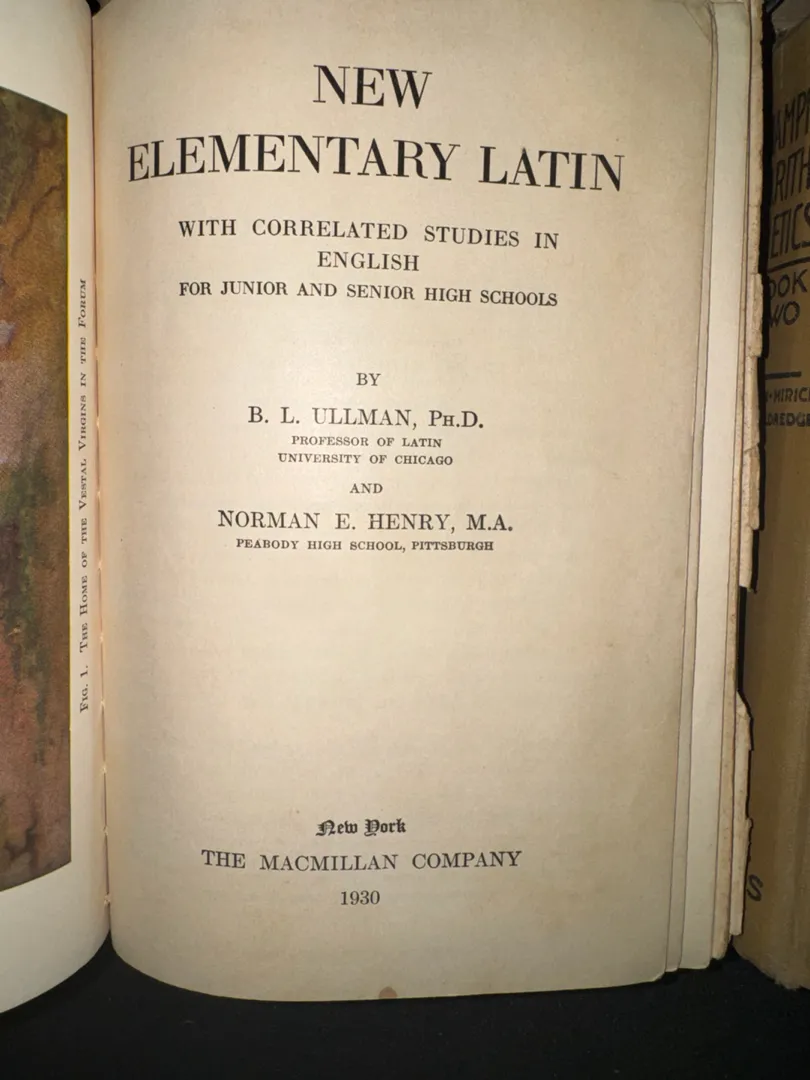 Fig. 1. The Home of the Vestal Virgins in the Forum
NEW
ELEMENTARY LATIN
WITH CORRELATED STUDIES IN
ENGLISH
FOR JUNIOR AND SENIOR HIGH SCHOOLS
BY
B. L. ULLMAN, Ph.D.
PROFESSOR OF LATIN
UNIVERSITY OF CHICAGO
AND
NORMAN E. HENRY, M.A.
PEABODY HIGH SCHOOL, PITTSBURGH
New York
THE MACMILLAN COMPANY
1930